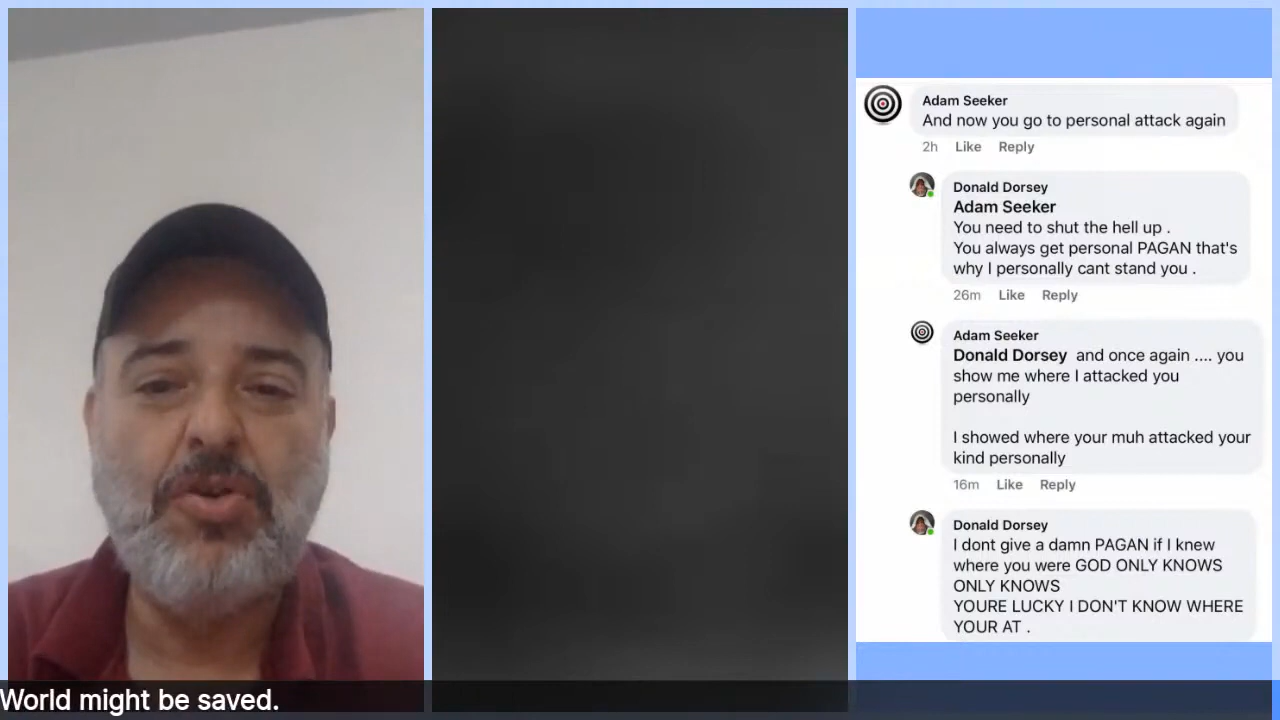 Adam Seeker
And now you go to personal attack again
2h Like Reply
Donald Dorsey
Adam Seeker
You need to shut the hell up .
You always get personal PAGAN that's
why I personally cant stand you .
26m Like Reply
Adam Seeker
Donald Dorsey and once again .... you
show me where I attacked you
personally
I showed where your muh attacked your
kind personally
16m Like Reply
Donald Dorsey
I dont give a damn PAGAN if I knew
where you were GOD ONLY KNOWS
ONLY KNOWS
YOURE LUCKY I DON'T KNOW WHERE
YOUR AT .
World might be saved.